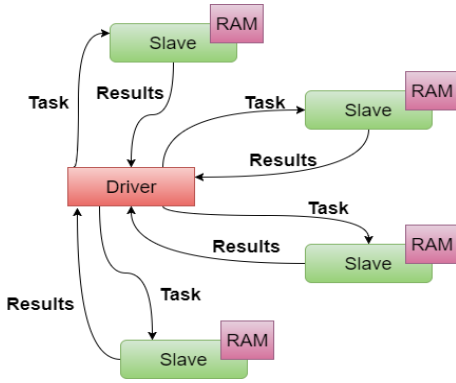 RAM
Slave
Task
Results
RAM
Task
Slave
Results
Driver
Task
Results
RAM
Slave
Results
Task
RAM
Slave